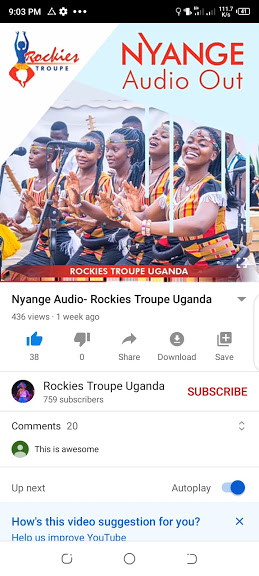 9:03 PM
111.7
K/s
41
Rockies
TROUPE
NYANGE
Audio Out
ROCKIES TROUPE UGANDA
Nyange Audio- Rockies Troupe Uganda
436 views · 1 week ago
38
0
Share
Download
Save
Rockies Troupe Uganda
759 subscribers
SUBSCRIBE
Comments 20
This is awesome
Up next
Autoplay
How's this video suggestion for you?
Help us improve YouTube